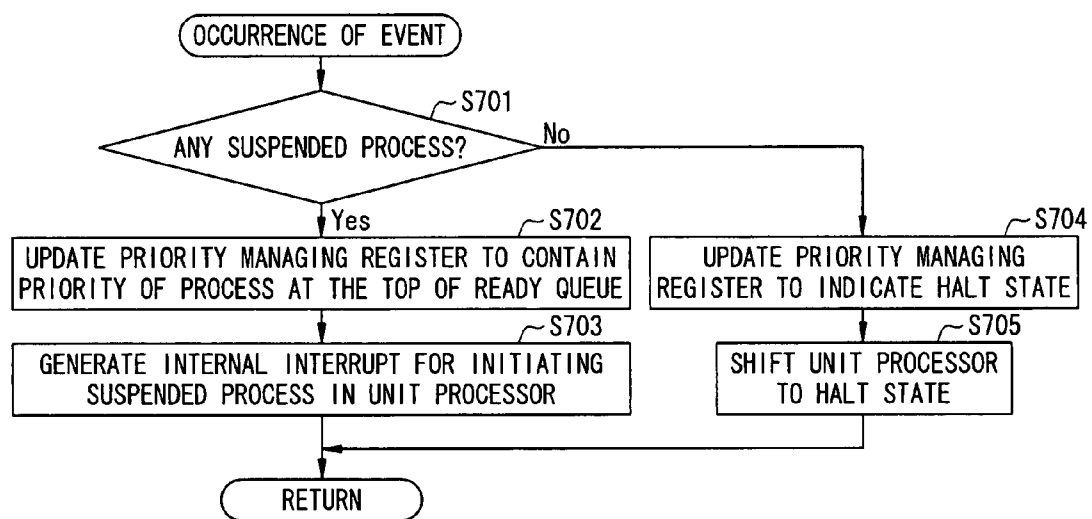 OCCURRENCE OF EVENT
S701
ANY SUSPENDED PROCESS?
No
Yes
S702
UPDATE PRIORITY MANAGING REGISTER TO CONTAIN
PRIORITY OF PROCESS AT THE TOP OF READY QUEUE
S704
UPDATE PRIORITY MANAGING
REGISTER TO INDICATE HALT STATE
S703
GENERATE INTERNAL INTERRUPT FOR INITIATING
SUSPENDED PROCESS IN UNIT PROCESSOR
S705
SHIFT UNIT PROCESSOR
TO HALT STATE
RETURN